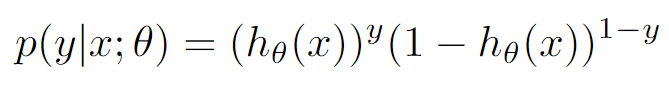 p(y|x; θ) = (h_θ(x))^y (1 − h_θ(x))^{1−y}